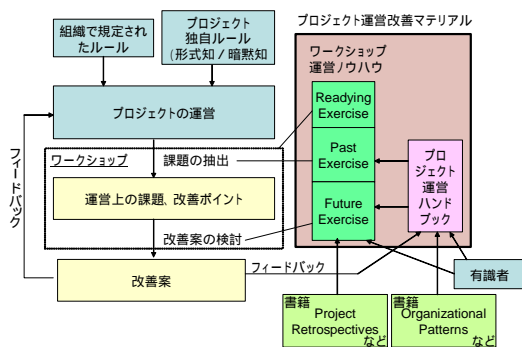 組織で規定され
たルール
プロジェクト
独自ルール
(形式知/暗黙知)
プロジェクトの運営
フィードバック
ワークショップ
課題の抽出
運営上の課題、改善ポイント
改善案の検討
改善案
フィードバック
プロジェクト運営改善マテリアル
ワークショップ
運営ノウハウ
Readying
Exercise
Past
Exercise
Future
Exercise
プロ
ジェクト
運営
ハンド
ブック
有識者
書籍
Project
Retrospectives
など
書籍
Organizational
Patterns
など